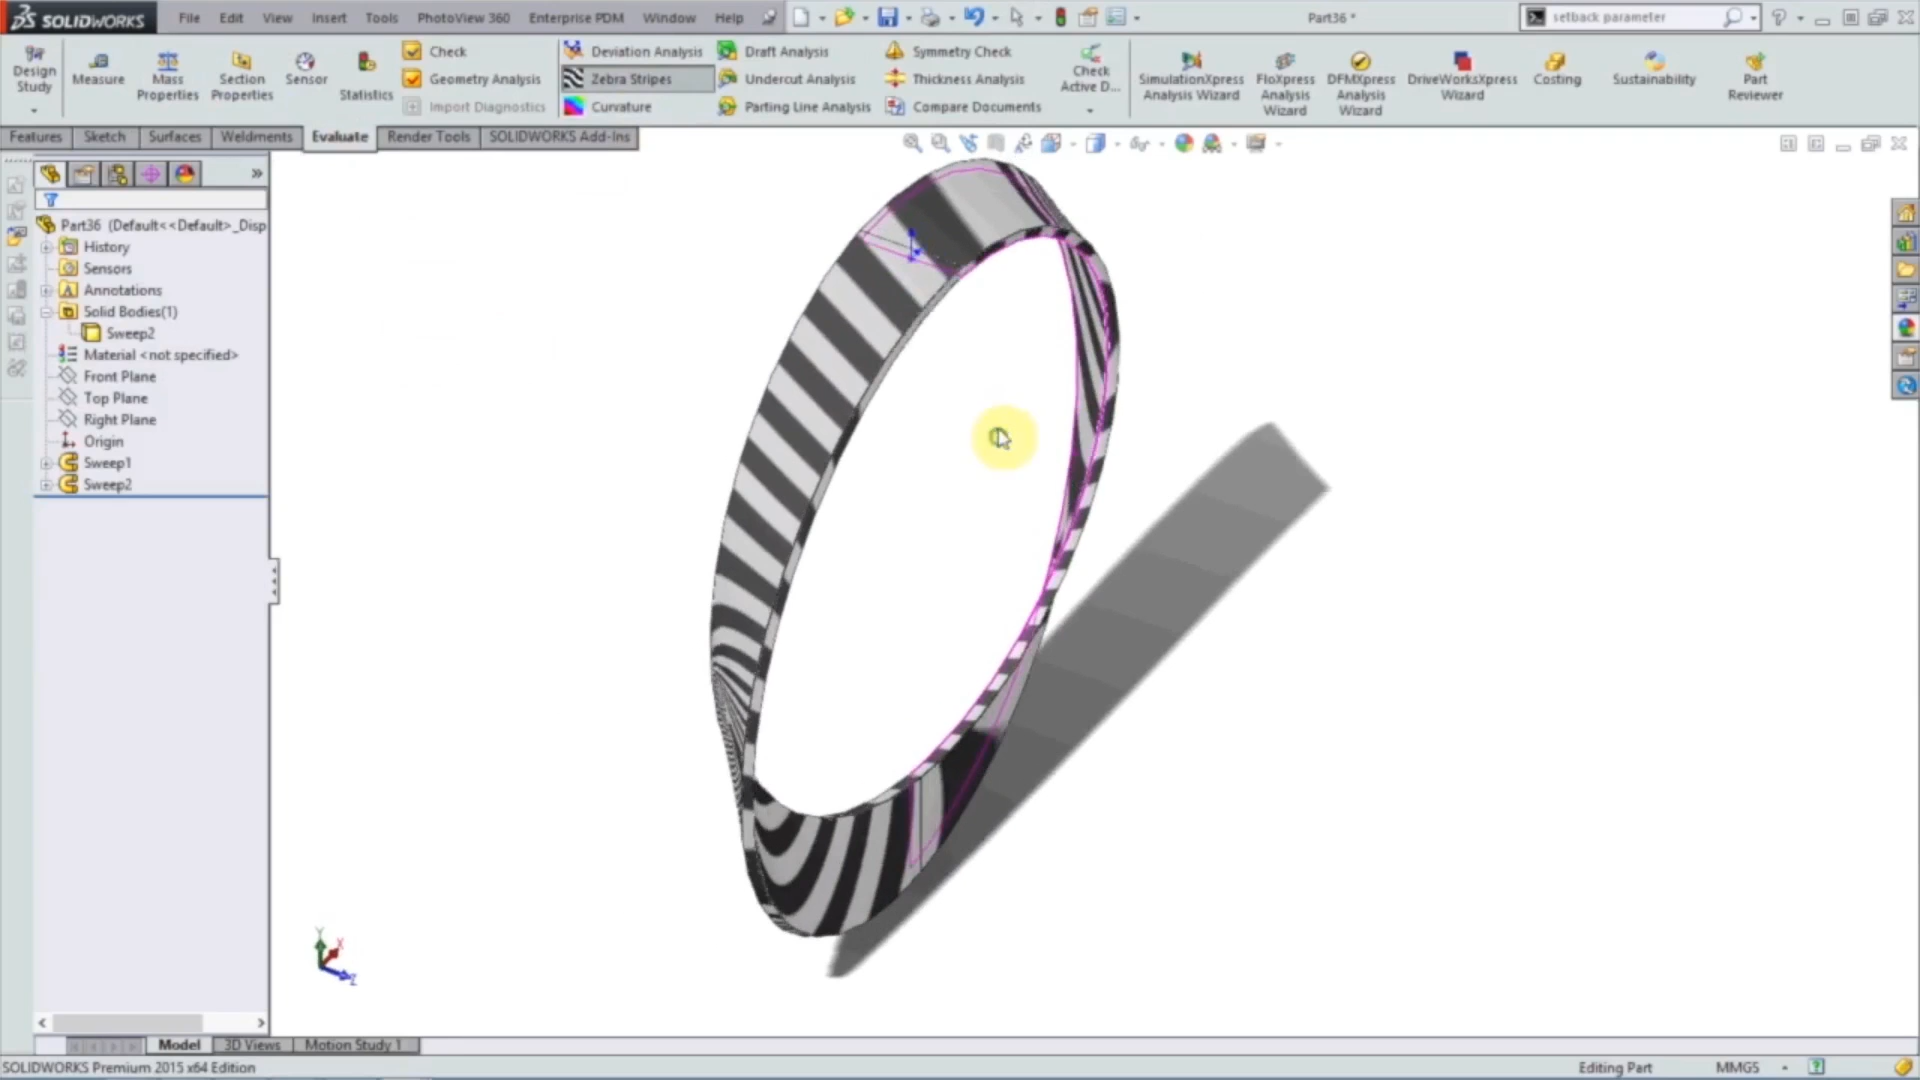 SOLIDWORKS File Edit View Insert Tools PhotoView 360 Enterprise PDM Window Help Part36 * setback parameter
Design Study
Measure
Mass Properties
Section Properties
Sensor
Statistics
Check
Geometry Analysis
Import Diagnostics
Deviation Analysis
Zebra Stripes
Curvature
Draft Analysis
Undercut Analysis
Parting Line Analysis
Symmetry Check
Thickness Analysis
Compare Documents
Check Active D...
SimulationXpress Analysis Wizard
FloXpress Analysis Wizard
DFMXpress Analysis Wizard
DriveWorksXpress Wizard
Costing
Sustainability
Part Reviewer
Features Sketch Surfaces Weldments Evaluate Render Tools SOLIDWORKS Add-Ins
Part36 (Default<<Default>_Disp
History
Sensors
Annotations
Solid Bodies(1)
Sweep2
Material <not specified>
Front Plane
Top Plane
Right Plane
Origin
Sweep1
Sweep2
Y
X
Z
Model 3D Views Motion Study 1
SOLIDWORKS Premium 2015 x64 Edition Editing Part MMGS